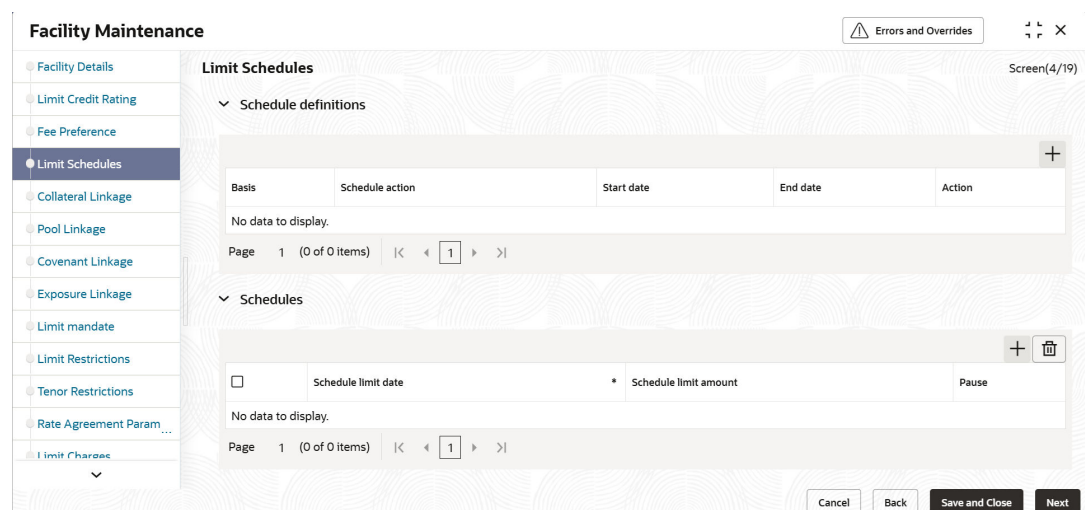 Facility Maintenance
Errors and Overrides
Facility Details
Limit Credit Rating
Fee Preference
Limit Schedules
Collateral Linkage
Pool Linkage
Covenant Linkage
Exposure Linkage
Limit mandate
Limit Restrictions
Tenor Restrictions
Rate Agreement Param...
Limit Charges
Limit Schedules
Screen(4/19)
Schedule definitions
Basis Schedule action Start date End date Action
No data to display.
Page 1 (0 of 0 items) 1
Schedules
Schedule limit date * Schedule limit amount Pause
No data to display.
Page 1 (0 of 0 items) 1
Cancel Back Save and Close Next